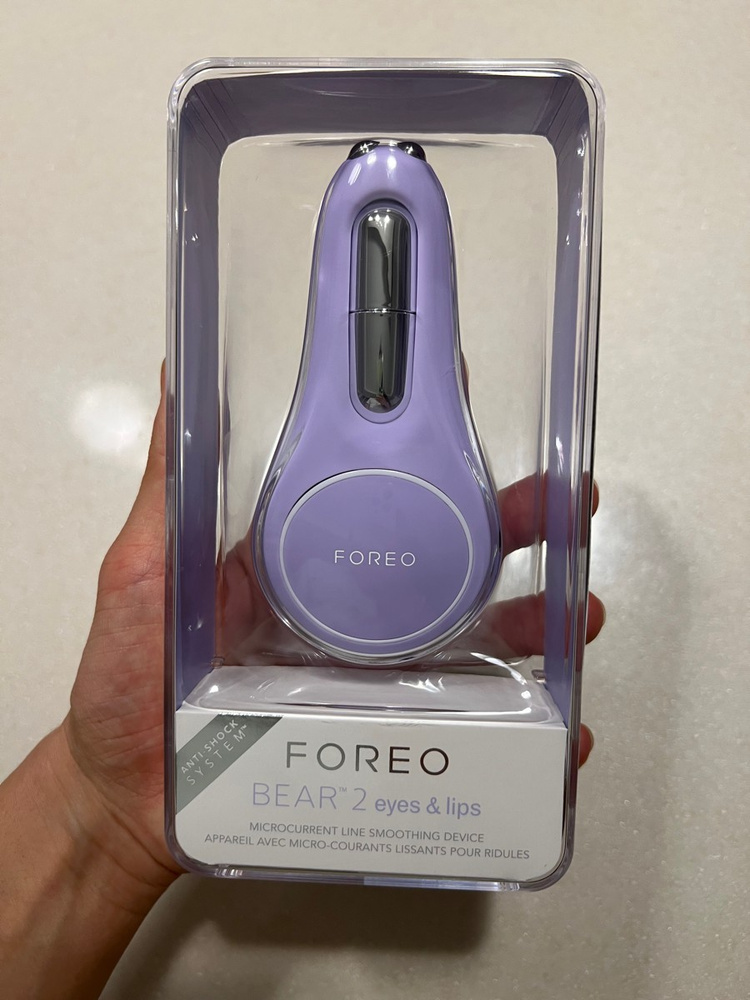 FOREO
ANTI SHOCK
SYSTEM™
FOREO
BEAR™ 2 eyes & lips
MICROCURRENT LINE SMOOTHING DEVICE
APPAREIL AVEC MICRO-COURANTS LISSANTS POUR RIDULES